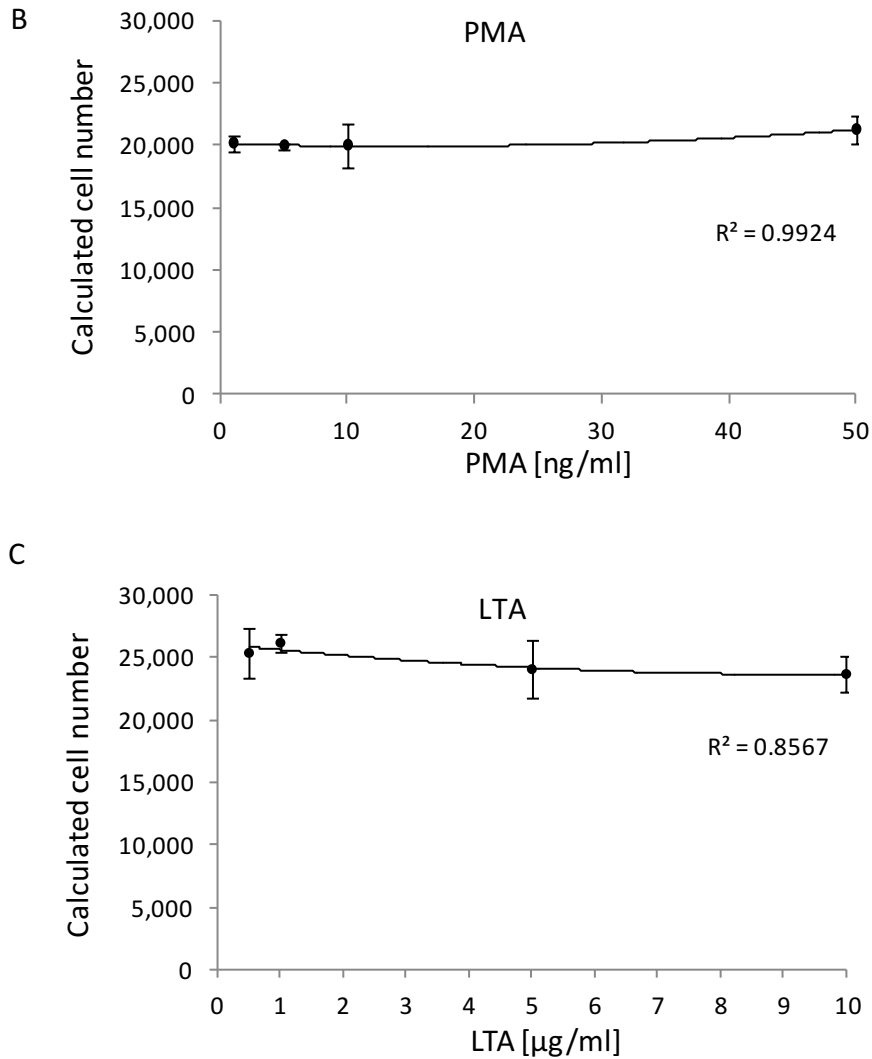 B
PMA
Calculated cell number
30,000
25,000
20,000
15,000
10,000
5,000
0
R² = 0.9924
0 10 20 30 40 50
PMA [ng/ml]
C
LTA
Calculated cell number
30,000
25,000
20,000
15,000
10,000
5,000
0
R² = 0.8567
0 1 2 3 4 5 6 7 8 9 10
LTA [µg/ml]